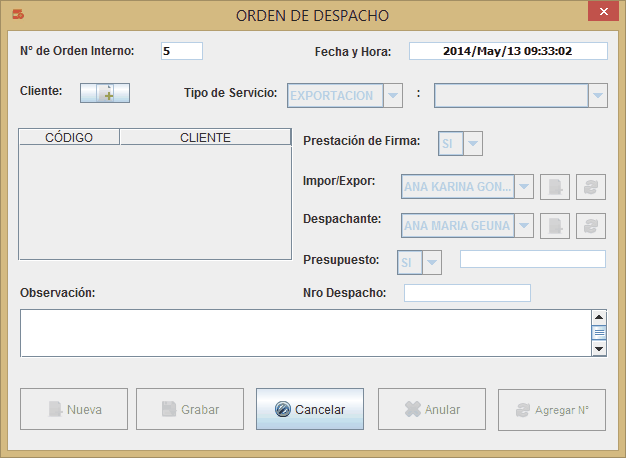 ORDEN DE DESPACHO
N° de Orden Interno: 5 Fecha y Hora: 2014/May/13 09:33:02
Cliente: Tipo de Servicio: EXPORTACION :
CÓDIGO CLIENTE
Prestación de Firma: SI
Impor/Expor: ANA KARINA GON...
Despachante: ANA MARIA GEUNA
Presupuesto: SI
Observación: Nro Despacho:
Nueva Grabar Cancelar Anular Agregar N°